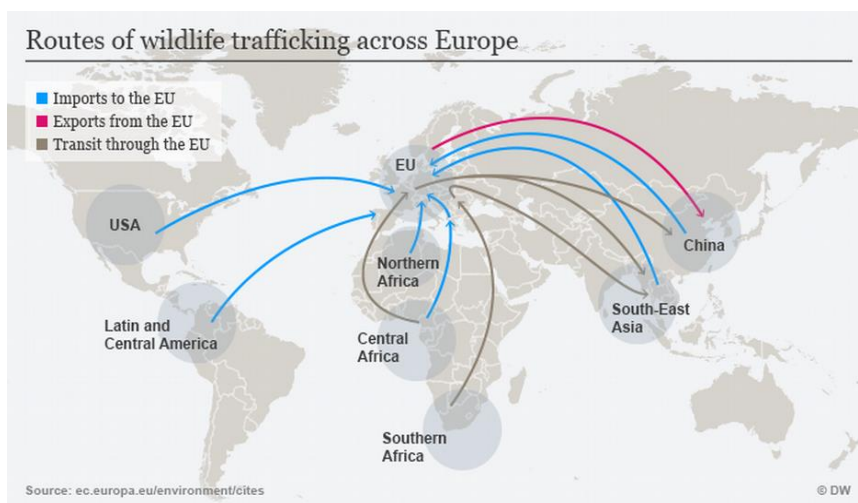 Routes of wildlife trafficking across Europe
Imports to the EU
Exports from the EU
Transit through the EU
EU
USA
China
Northern
Africa
South-East
Asia
Latin and
Central America
Central
Africa
Southern
Africa
Source: ec.europa.eu/environment/cites
© DW